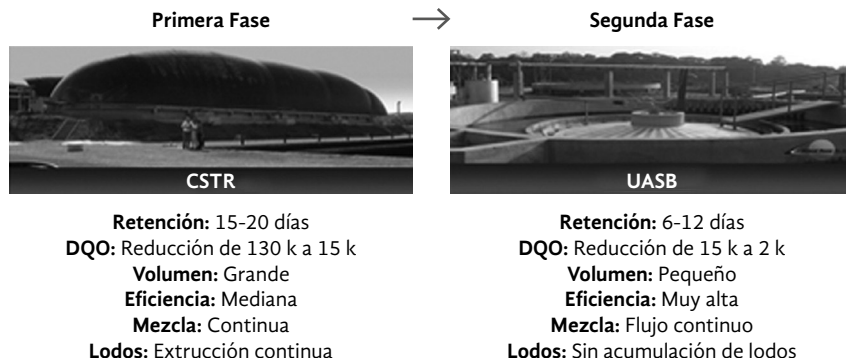 Primera Fase
Segunda Fase
CSTR
UASB
Retención: 15-20 días
DQO: Reducción de 130 k a 15 k
Volumen: Grande
Eficiencia: Mediana
Mezcla: Continua
Lodos: Extrucción continua
Retención: 6-12 días
DQO: Reducción de 15 k a 2 k
Volumen: Pequeño
Eficiencia: Muy alta
Mezcla: Flujo continuo
Lodos: Sin acumulación de lodos